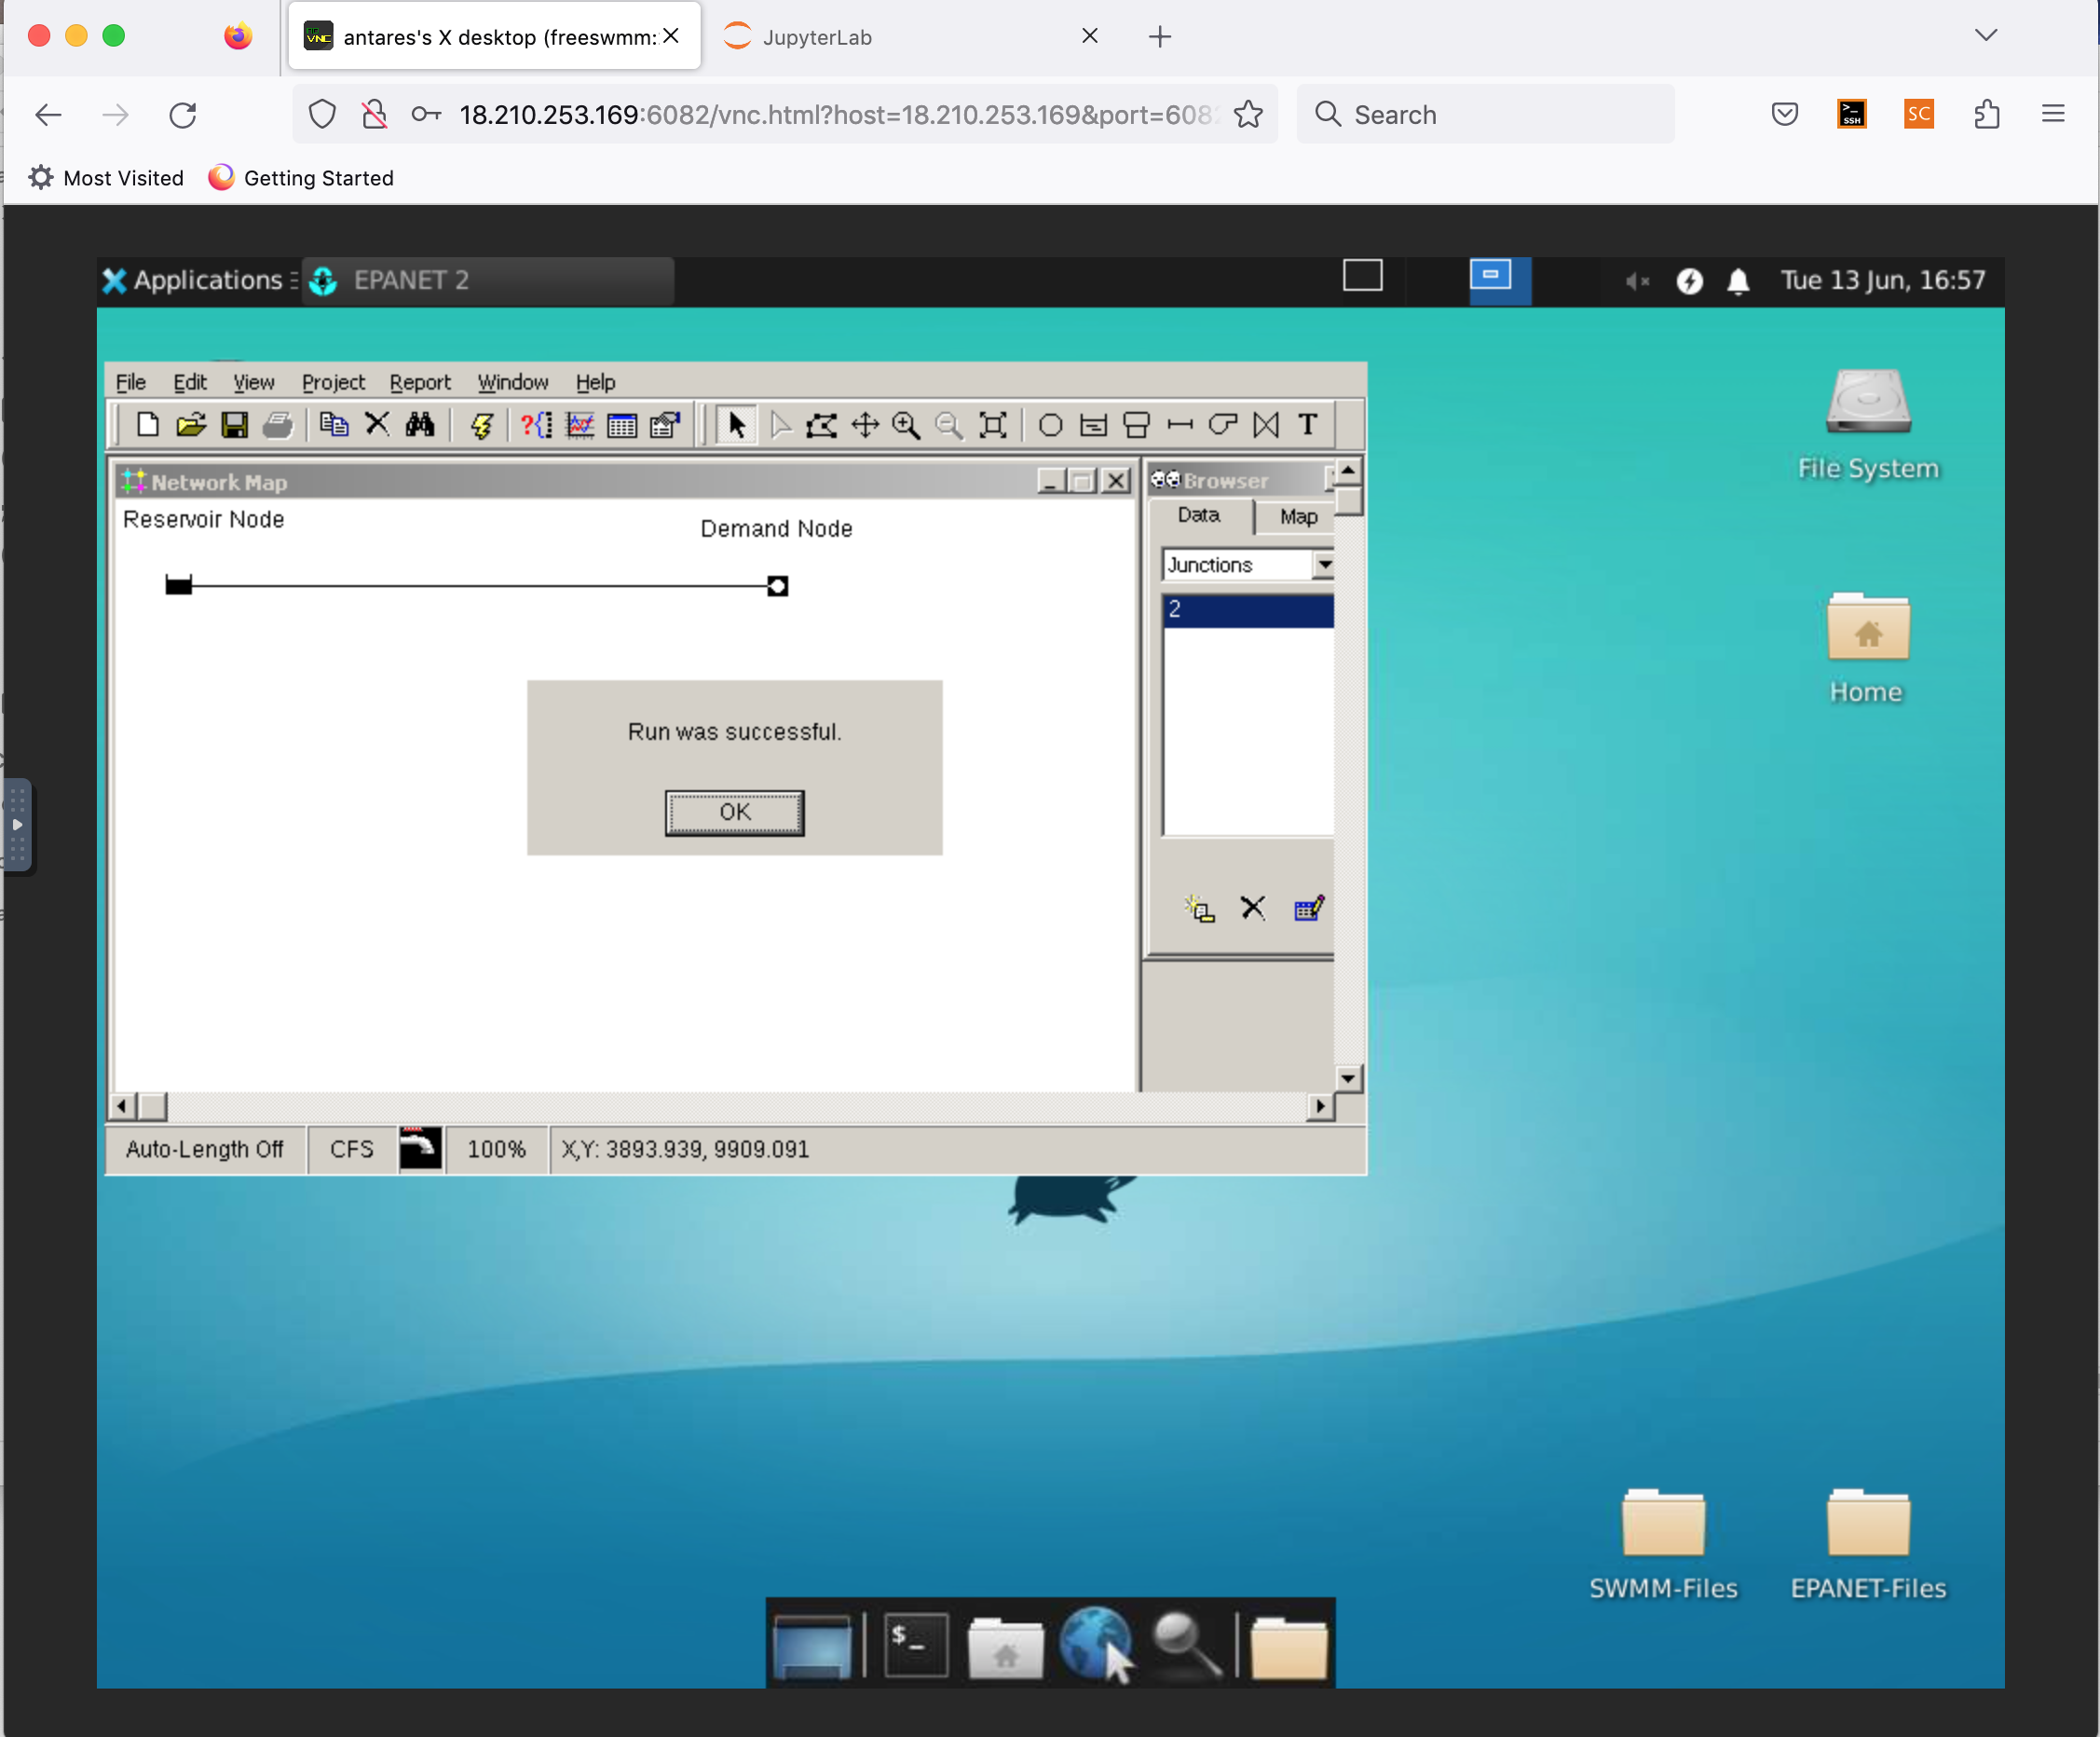 antares's X desktop (freeswmm:
JupyterLab
18.210.253.169:6082/vnc.html?host=18.210.253.169&port=608
Search
SSH
SC
Most Visited
Getting Started
Applications
EPANET 2
Tue 13 Jun, 16:57
File Edit View Project Report Window Help
T
Network Map
Browser
Data
Map
Reservoir Node
Demand Node
Junctions
2
Run was successful.
OK
Auto-Length Off
CFS
100%
X,Y: 3893.939, 9909.091
File System
Home
SWMM-Files
EPANET-Files
$_